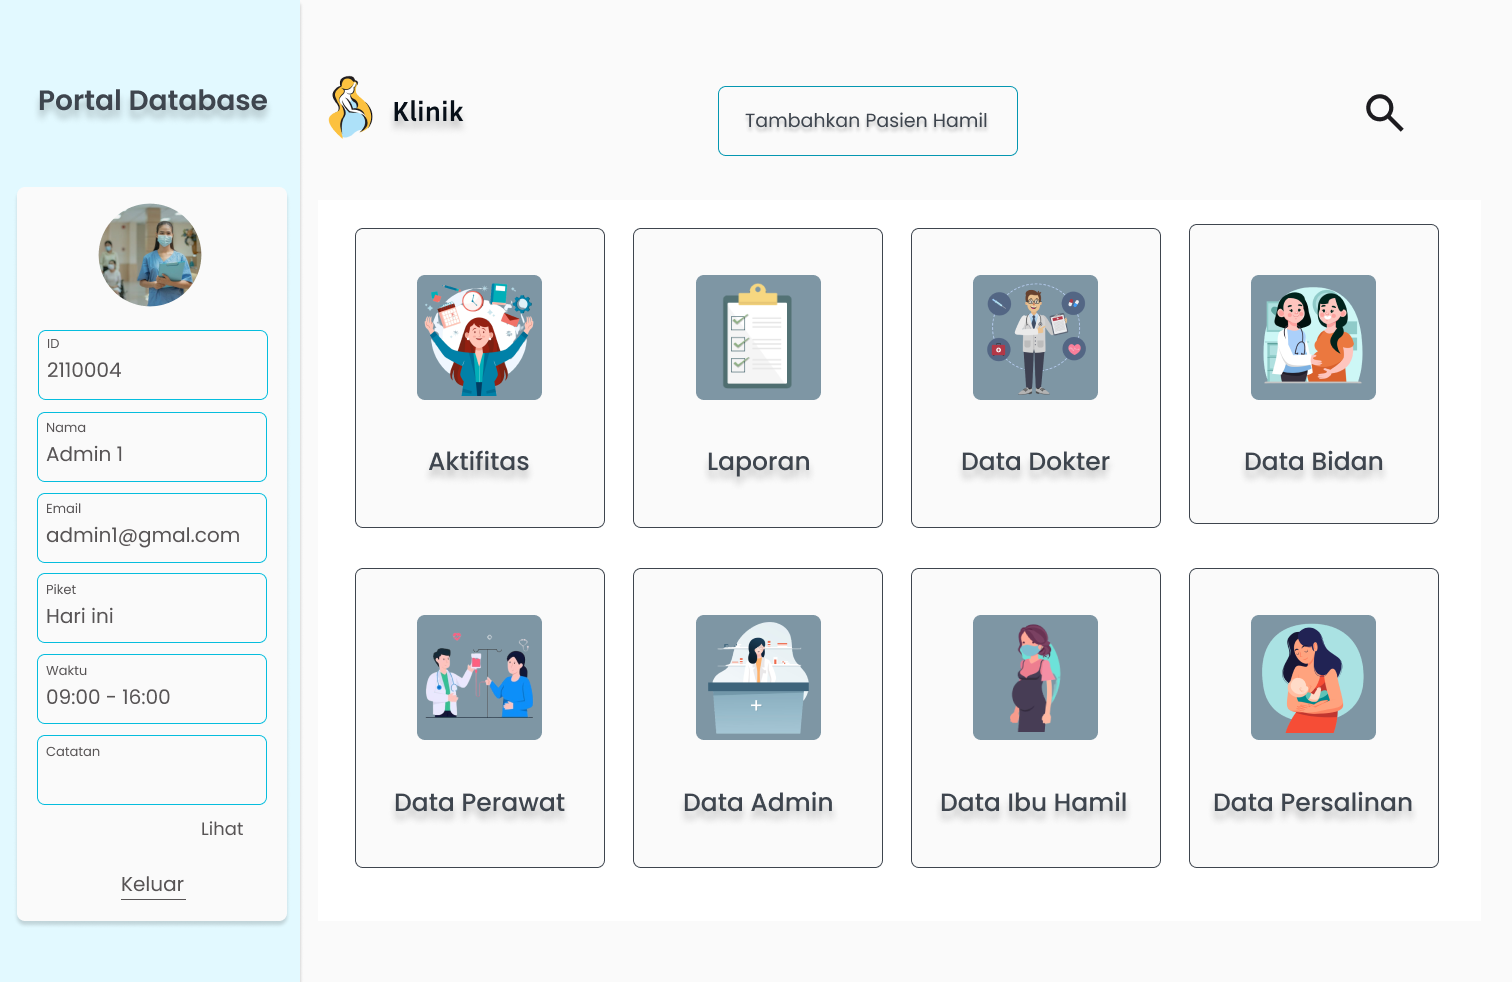 Portal Database
ID
2110004
Nama
Admin 1
Email
admin1@gmal.com
Piket
Hari ini
Waktu
09:00 - 16:00
Catatan
Lihat
Keluar
Klinik
Tambahkan Pasien Hamil
Aktifitas
Laporan
Data Dokter
Data Bidan
Data Perawat
Data Admin
Data Ibu Hamil
Data Persalinan